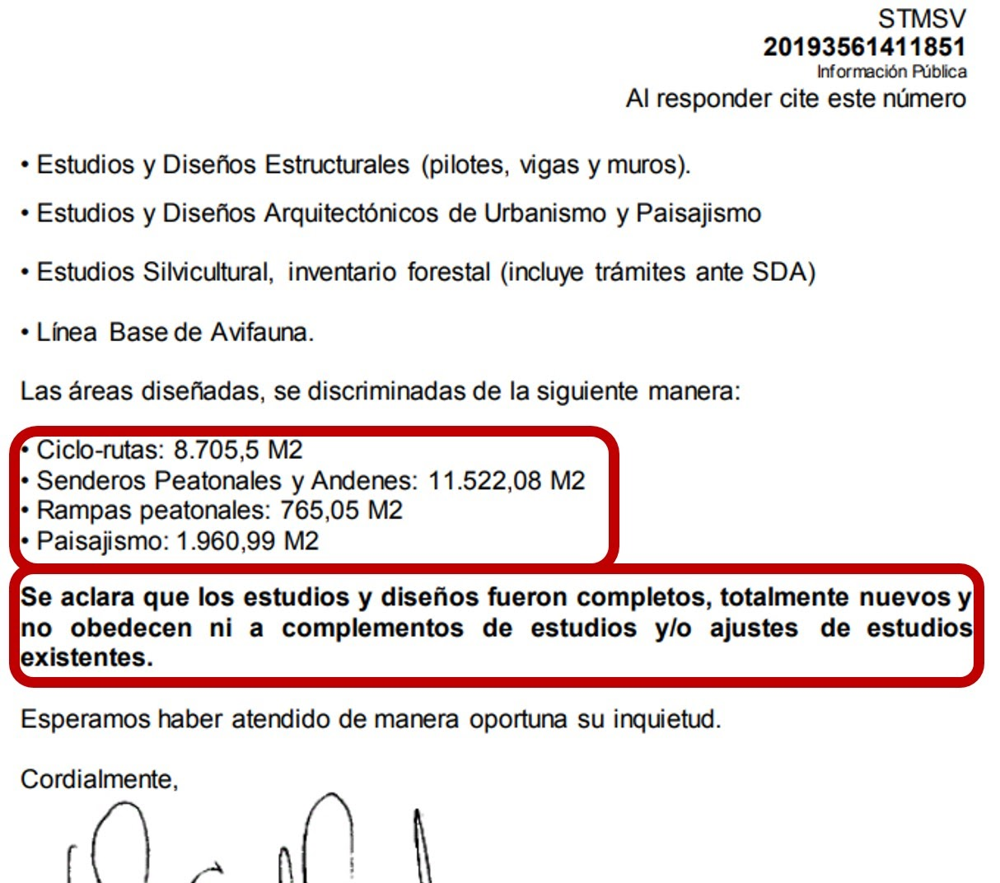 STMSV
20193561411851
Información Pública
Al responder cite este número
• Estudios y Diseños Estructurales (pilotes, vigas y muros).
• Estudios y Diseños Arquitectónicos de Urbanismo y Paisajismo
• Estudios Silvicultural, inventario forestal (incluye trámites ante SDA)
• Línea Base de Avifauna.
Las áreas diseñadas, se discriminadas de la siguiente manera:
• Ciclo-rutas: 8.705,5 M2
• Senderos Peatonales y Andenes: 11.522,08 M2
• Rampas peatonales: 765,05 M2
• Paisajismo: 1.960,99 M2
Se aclara que los estudios y diseños fueron completos, totalmente nuevos y
no obedecen ni a complementos de estudios y/o ajustes de estudios
existentes.
Esperamos haber atendido de manera oportuna su inquietud.
Cordialmente,